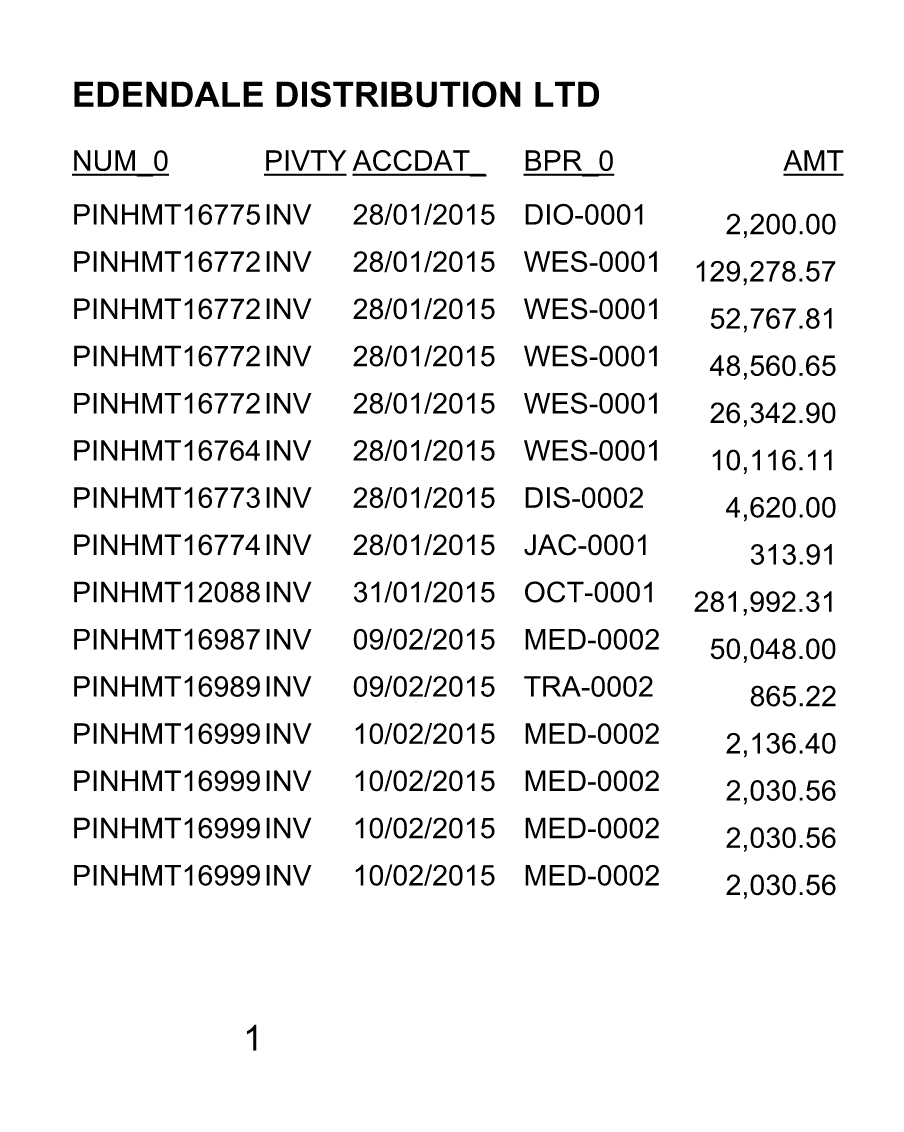 EDENDALE DISTRIBUTION LTD
NUM_0 PIVTY ACCDAT_ BPR_0 AMT
PINHMT16775 INV 28/01/2015 DIO-0001 2,200.00
PINHMT16772 INV 28/01/2015 WES-0001 129,278.57
PINHMT16772 INV 28/01/2015 WES-0001 52,767.81
PINHMT16772 INV 28/01/2015 WES-0001 48,560.65
PINHMT16772 INV 28/01/2015 WES-0001 26,342.90
PINHMT16764 INV 28/01/2015 WES-0001 10,116.11
PINHMT16773 INV 28/01/2015 DIS-0002 4,620.00
PINHMT16774 INV 28/01/2015 JAC-0001 313.91
PINHMT12088 INV 31/01/2015 OCT-0001 281,992.31
PINHMT16987 INV 09/02/2015 MED-0002 50,048.00
PINHMT16989 INV 09/02/2015 TRA-0002 865.22
PINHMT16999 INV 10/02/2015 MED-0002 2,136.40
PINHMT16999 INV 10/02/2015 MED-0002 2,030.56
PINHMT16999 INV 10/02/2015 MED-0002 2,030.56
PINHMT16999 INV 10/02/2015 MED-0002 2,030.56
1